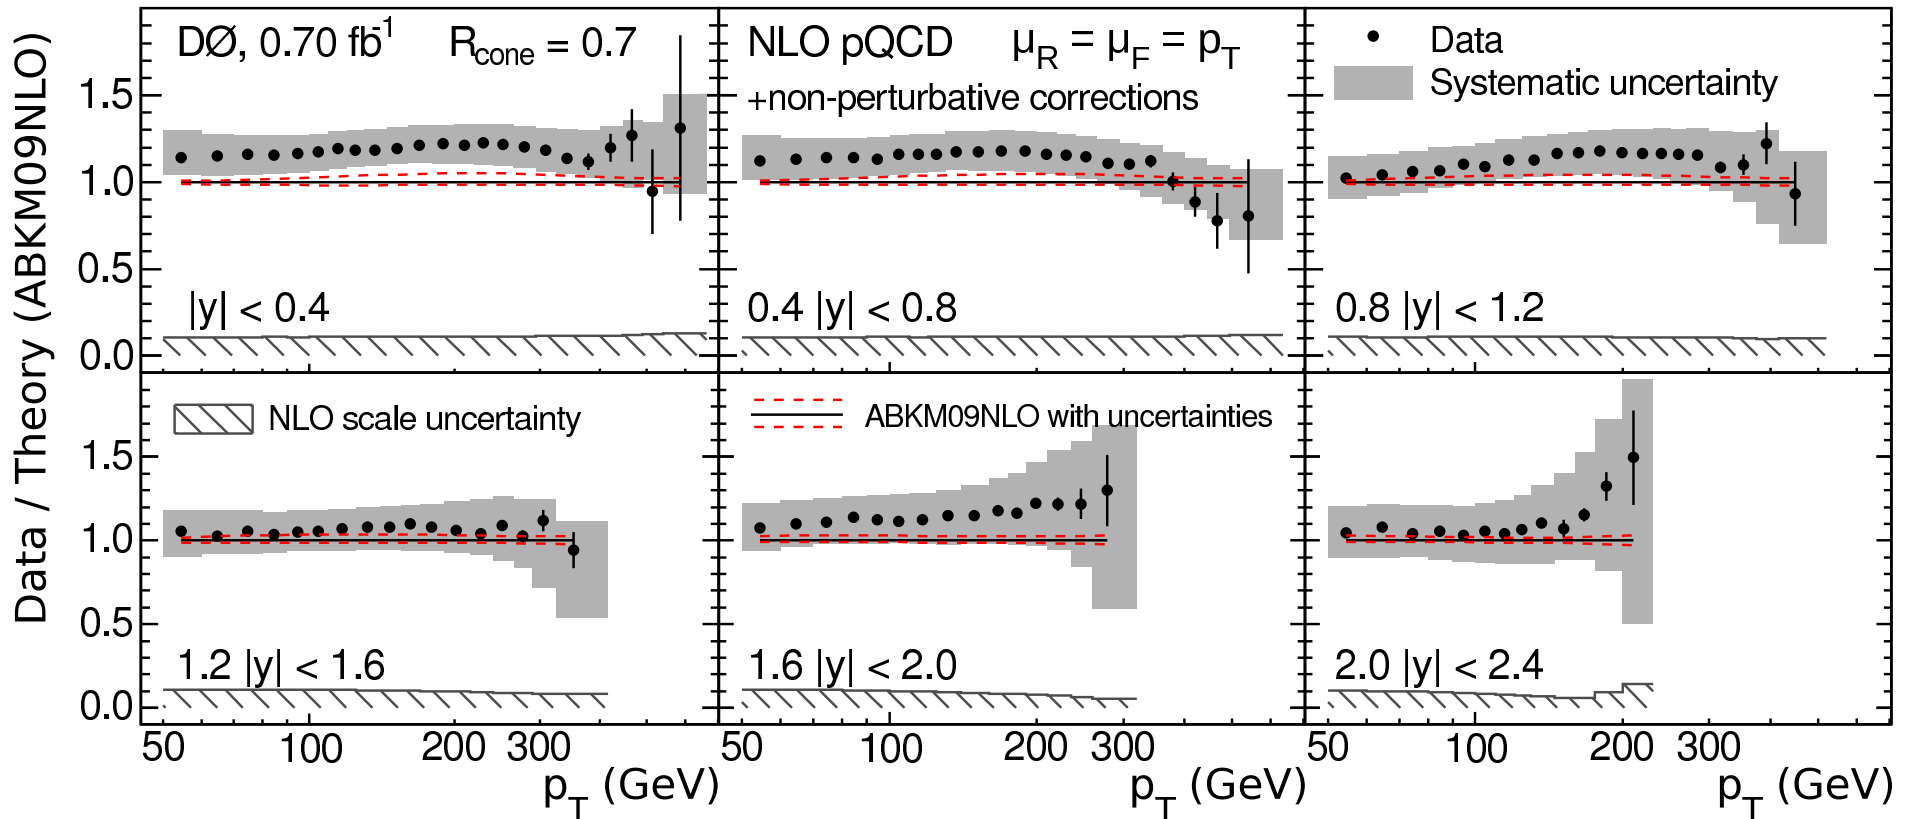 Data / Theory (ABKM09NLO)
DØ, 0.70 fb-1 Rcone = 0.7
NLO pQCD μR = μF = pT
+non-perturbative corrections
Data
Systematic uncertainty
1.5
1.0
0.5
0.0
|y| < 0.4
0.4 |y| < 0.8
0.8 |y| < 1.2
NLO scale uncertainty
ABKM09NLO with uncertainties
1.5
1.0
0.5
0.0
1.2 |y| < 1.6
1.6 |y| < 2.0
2.0 |y| < 2.4
50 100 200 300
50 100 200 300
50 100 200 300
pT (GeV)
pT (GeV)
pT (GeV)